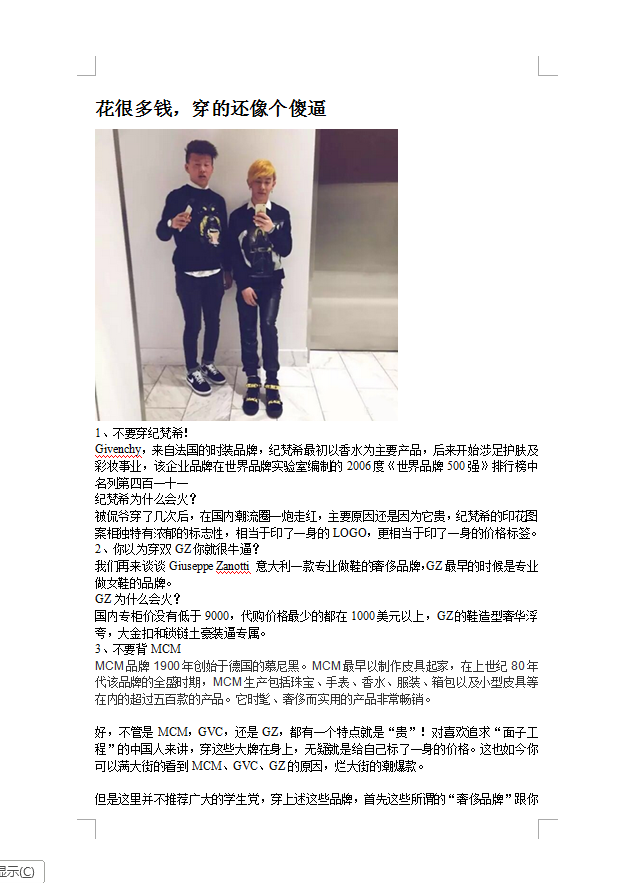 花很多钱，穿的还像个傻逼
1、不要穿纪梵希！
Givenchy，来自法国的时装品牌，纪梵希最初以香水为主要产品，后来开始涉足护肤及
彩妆事业，该企业品牌在世界品牌实验室编制的 2006 度《世界品牌 500 强》排行榜中
名列第四百一十一
纪梵希为什么会火？
被侃爷穿了几次后，在国内潮流圈一炮走红，主要原因还是因为它贵，纪梵希的印花图
案相独特有浓郁的标志性，相当于印了一身的 LOGO，更相当于印了一身的价格标签。
2、你以为穿双 GZ 你就很牛逼？
我们再来谈谈 Giuseppe Zanotti 意大利一款专业做鞋的奢侈品牌，GZ 最早的时候是专业
做女鞋的品牌。
GZ 为什么会火？
国内专柜价没有低于 9000，代购价格最少的都在 1000 美元以上，GZ 的鞋造型奢华浮
夸，大金扣和锁链土豪装逼专属。
3、不要背 MCM
MCM 品牌 1900 年创始于德国的慕尼黑。MCM 最早以制作皮具起家，在上世纪 80 年
代该品牌的全盛时期，MCM 生产包括珠宝、手表、香水、服装、箱包以及小型皮具等
在内的超过五百款的产品。它时髦、奢侈而实用的产品非常畅销。
好，不管是 MCM，GVC，还是 GZ，都有一个特点就是“贵”！对喜欢追求“面子工
程”的中国人来讲，穿这些大牌在身上，无疑就是给自己标了一身的价格。这也如今你
可以满大街的看到 MCM、GVC、GZ 的原因，烂大街的潮爆款。
但是这里并不推荐广大的学生党，穿上述这些品牌，首先这些所谓的“奢侈品牌”跟你
显示(C)